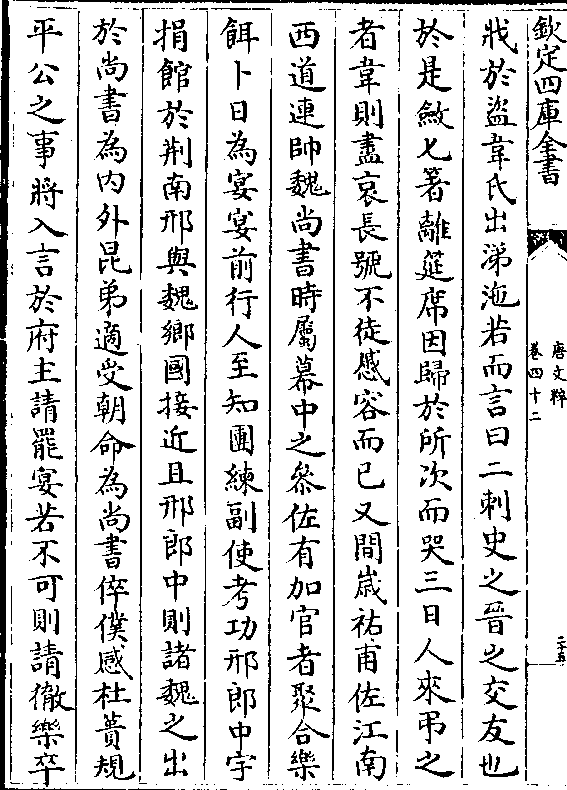 欽定四庫全書
唐文粹
卷四十二
二十五
戕於盜韋氏出涕沲若而言曰二刺史之晉之交友也
於是斂匕箸離筵席因歸於所次而哭三日人來弔之
者韋則盡哀長號不徒慼容而已又間歲祐甫佐江南
西道連帥魏尚書時屬幕中之叅佐有加官者聚合樂
餌卜日為宴宴前行人至知團練副使考功邢郎中宇
捐館於荆南邢與魏鄉國接近且邢郎中則諸魏之出
於尚書為内外昆弟適受朝命為尚書倅僕感杜蕢規
平公之事將入言於府主請罷宴若不可則請徹樂卒